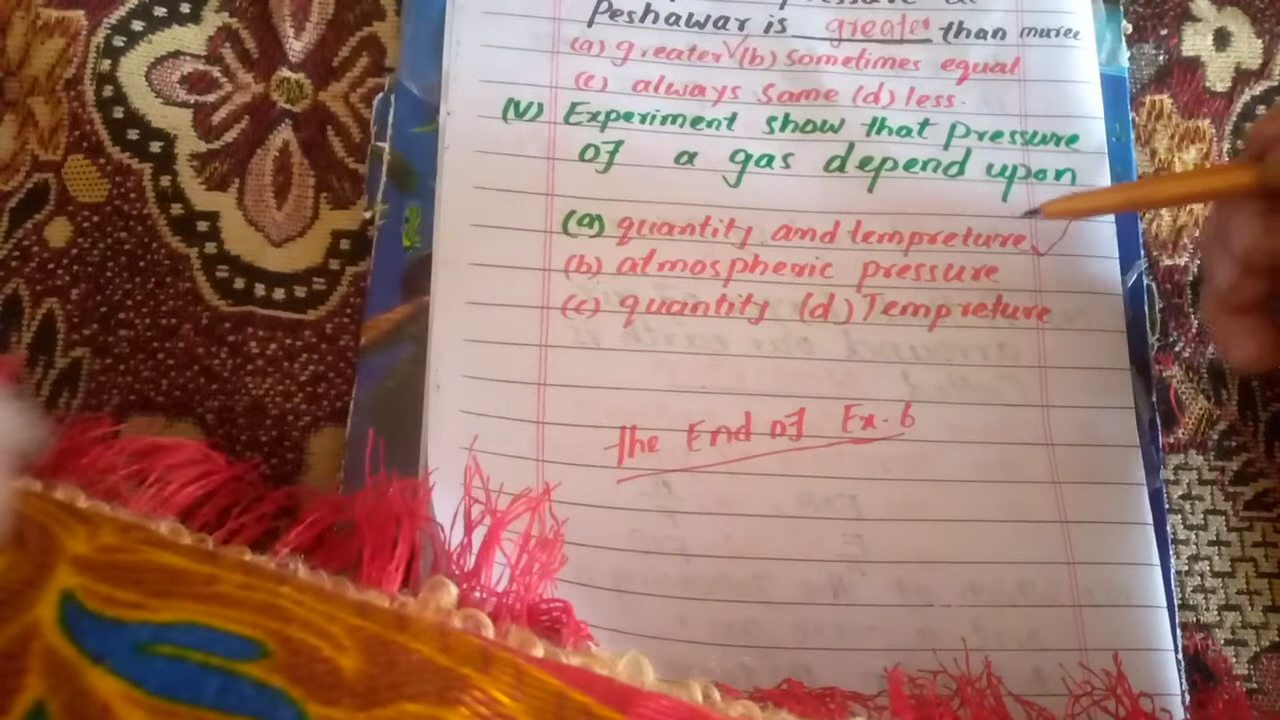 Peshawar is greater than muree
(a) greater ✓ (b) Sometimes equal
(c) always Same (d) less.
(V) Experiment show that pressure
of a gas depend upon
(a) quantity and tempreture ✓
(b) atmospheric pressure
(c) quantity (d) Tempreture
the End of Ex.6